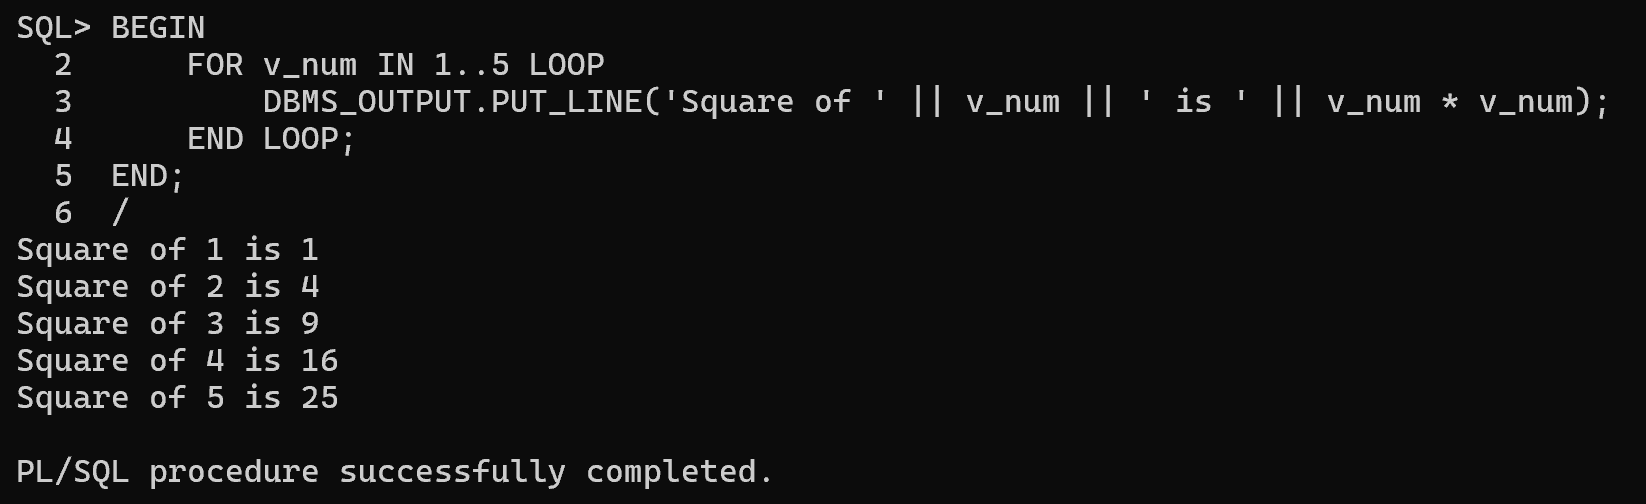 SQL> BEGIN
  2      FOR v_num IN 1..5 LOOP
  3          DBMS_OUTPUT.PUT_LINE('Square of ' || v_num || ' is ' || v_num * v_num);
  4      END LOOP;
  5  END;
  6  /
Square of 1 is 1
Square of 2 is 4
Square of 3 is 9
Square of 4 is 16
Square of 5 is 25

PL/SQL procedure successfully completed.